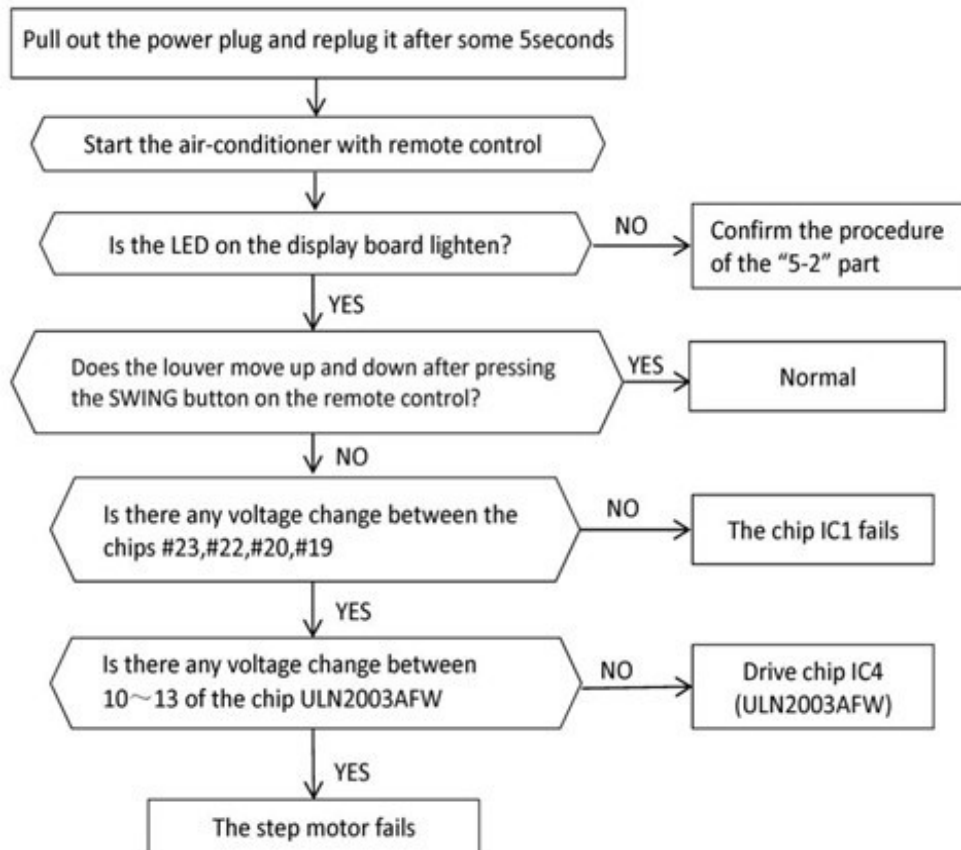 Pull out the power plug and replug it after some 5seconds
Start the air-conditioner with remote control
Is the LED on the display board lighten?
NO
Confirm the procedure
of the “5-2” part
YES
Does the louver move up and down after pressing
the SWING button on the remote control?
YES
Normal
NO
Is there any voltage change between the
chips #23,#22,#20,#19
NO
The chip IC1 fails
YES
Is there any voltage change between
10～13 of the chip ULN2003AFW
NO
Drive chip IC4
(ULN2003AFW)
YES
The step motor fails